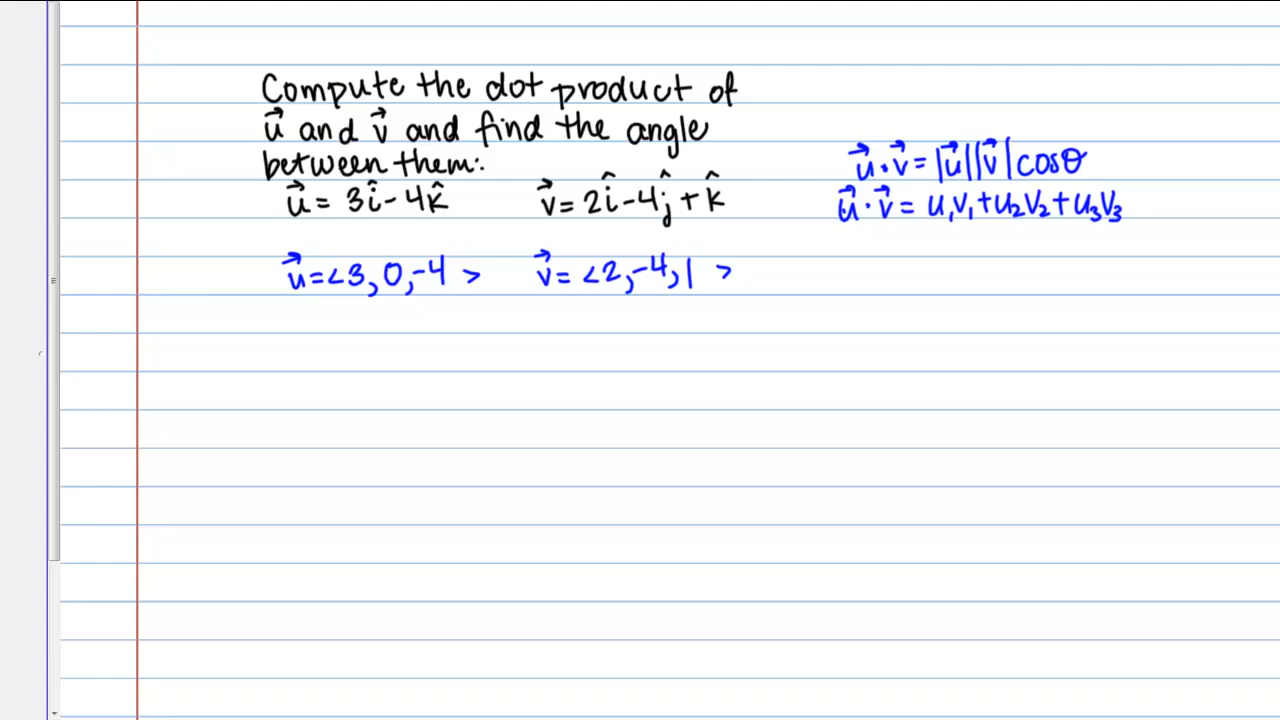 Compute the dot product of
u⃗ and v⃗ and find the angle
between them:
u⃗ = 3î - 4k̂ v⃗ = 2î - 4ĵ + k̂
u⃗ · v⃗ = |u⃗||v⃗| cosθ
u⃗ · v⃗ = u₁v₁ + u₂v₂ + u₃v₃
u⃗ = <3, 0, -4 > v⃗ = <2, -4, 1 >